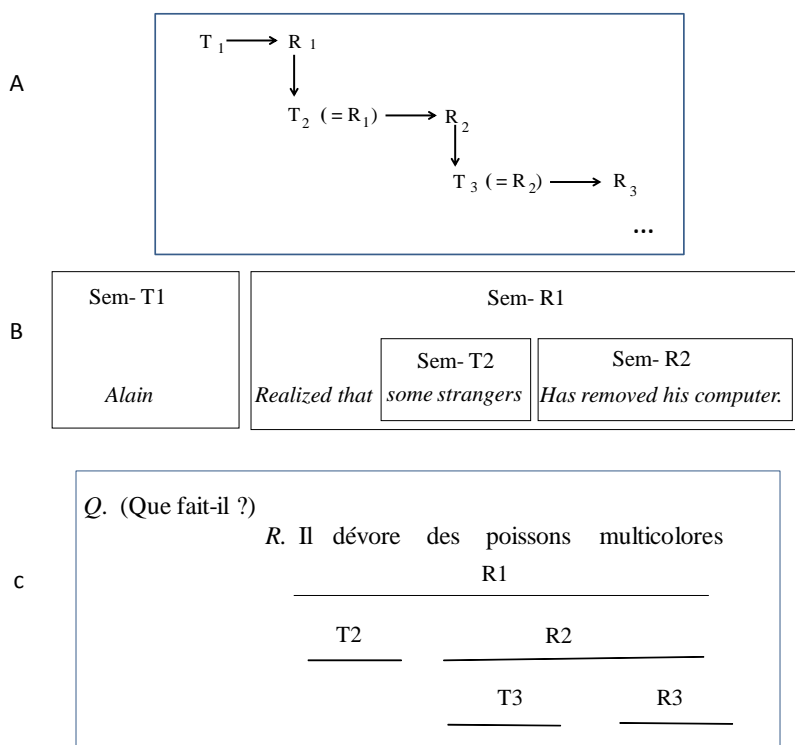 A
T 1 R 1
T 2 ( = R 1) R 2
T 3 (= R 2) R 3
...
B
Sem- T1 Sem- R1
Sem- T2 Sem- R2
Alain Realized that some strangers Has removed his computer.
c
Q. (Que fait-il ?)
R. Il dévore des poissons multicolores
R1
T2 R2
T3 R3